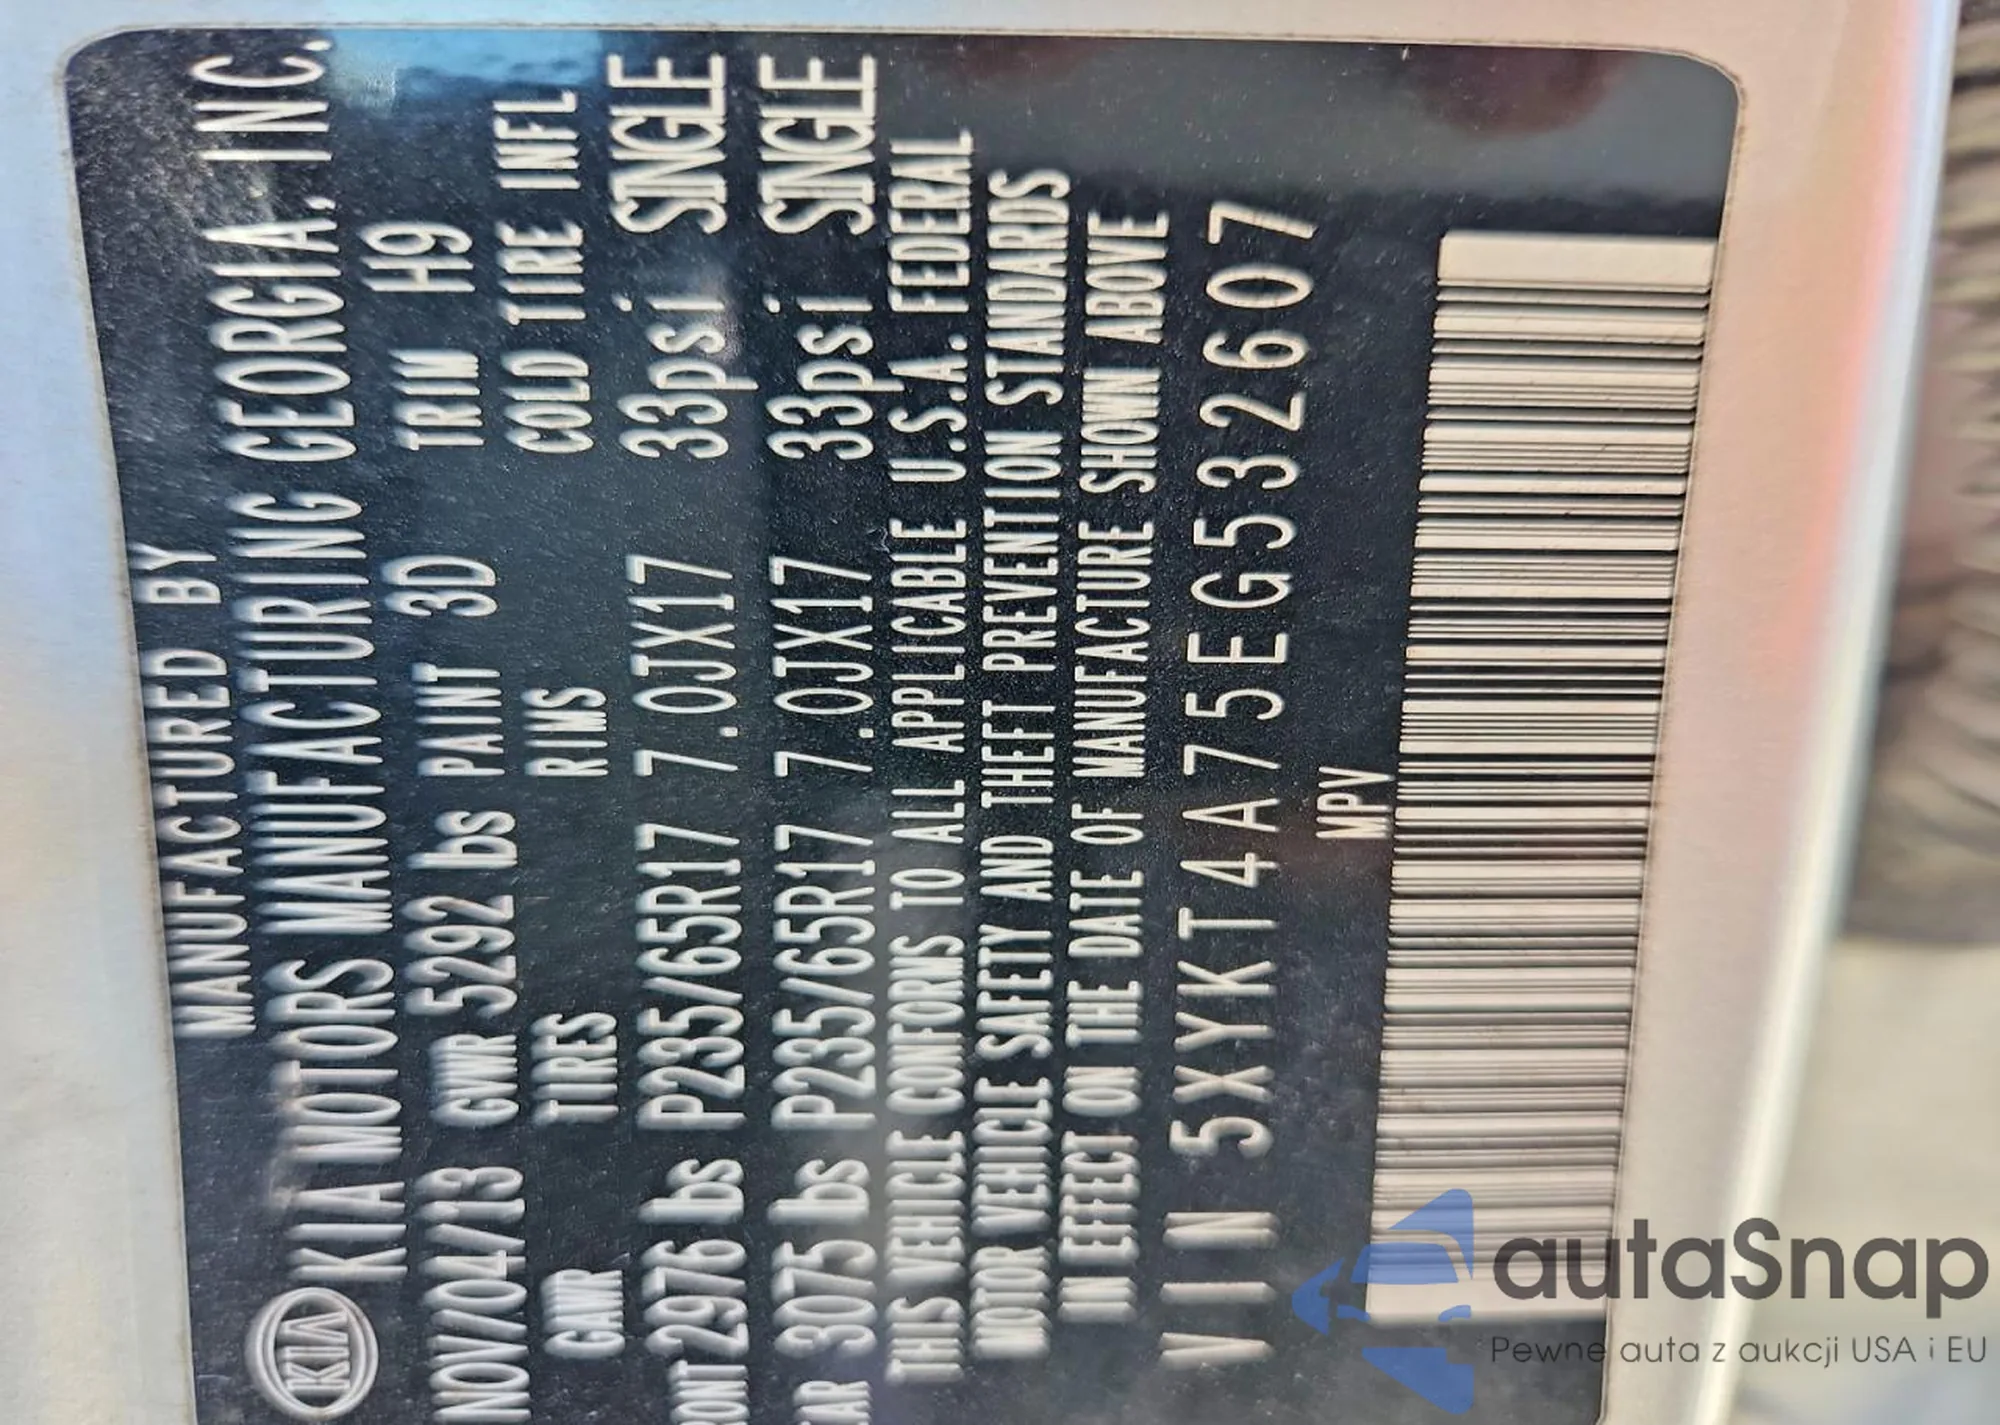 MANUFACTURED BY
KIA KIA MOTORS MANUFACTURING GEORGIA, INC.
NOV/04/13 GVWR 5292 lbs PAINT 3D TRIM H9
GAWR TIRES RIMS COLD TIRE INFL
RONT 2976 lbs P235/65R17 7.0JX17 33psi SINGLE
EAR 3075 lbs P235/65R17 7.0JX17 33psi SINGLE
THIS VEHICLE CONFORMS TO ALL APPLICABLE U.S.A. FEDERAL
MOTOR VEHICLE SAFETY AND THEFT PREVENTION STANDARDS
IN EFFECT ON THE DATE OF MANUFACTURE SHOWN ABOVE
VIN 5XYKT4A75EG532607
MPV
autaSnap
Pewne auta z aukcji USA i EU